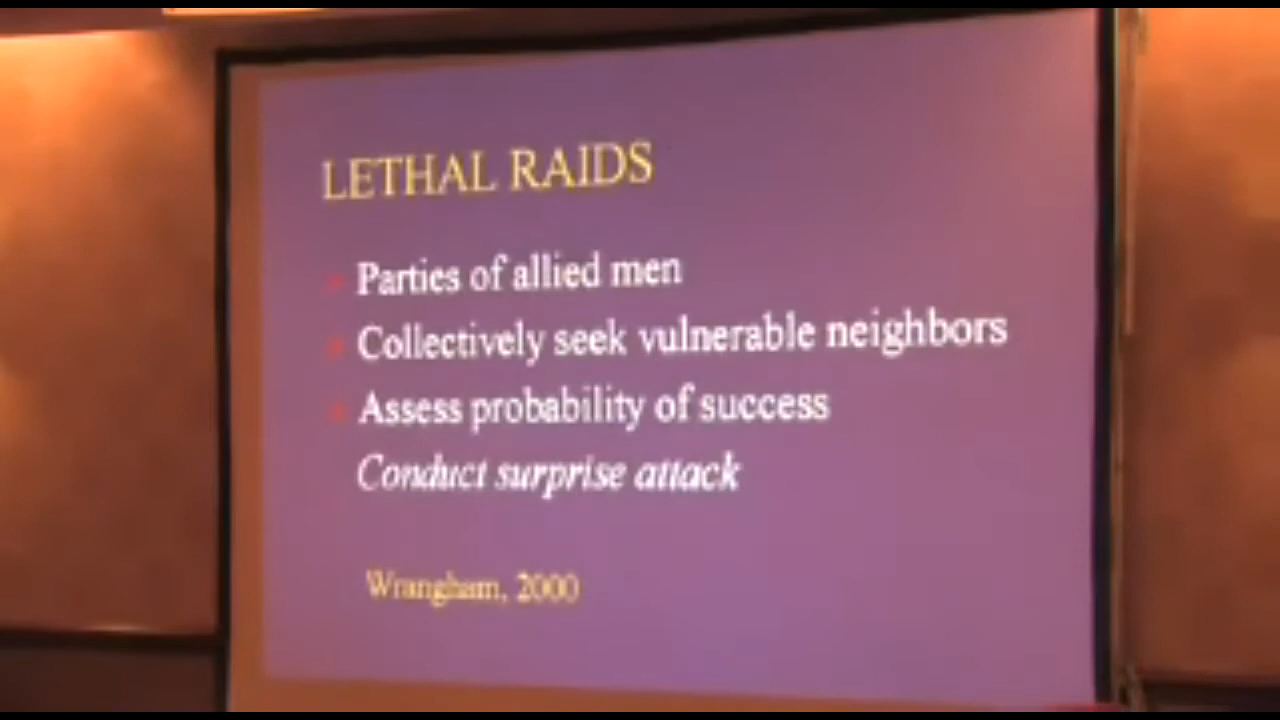 LETHAL RAIDS
Parties of allied men
Collectively seek vulnerable neighbors
Assess probability of success
Conduct surprise attack
Wrangham, 2000